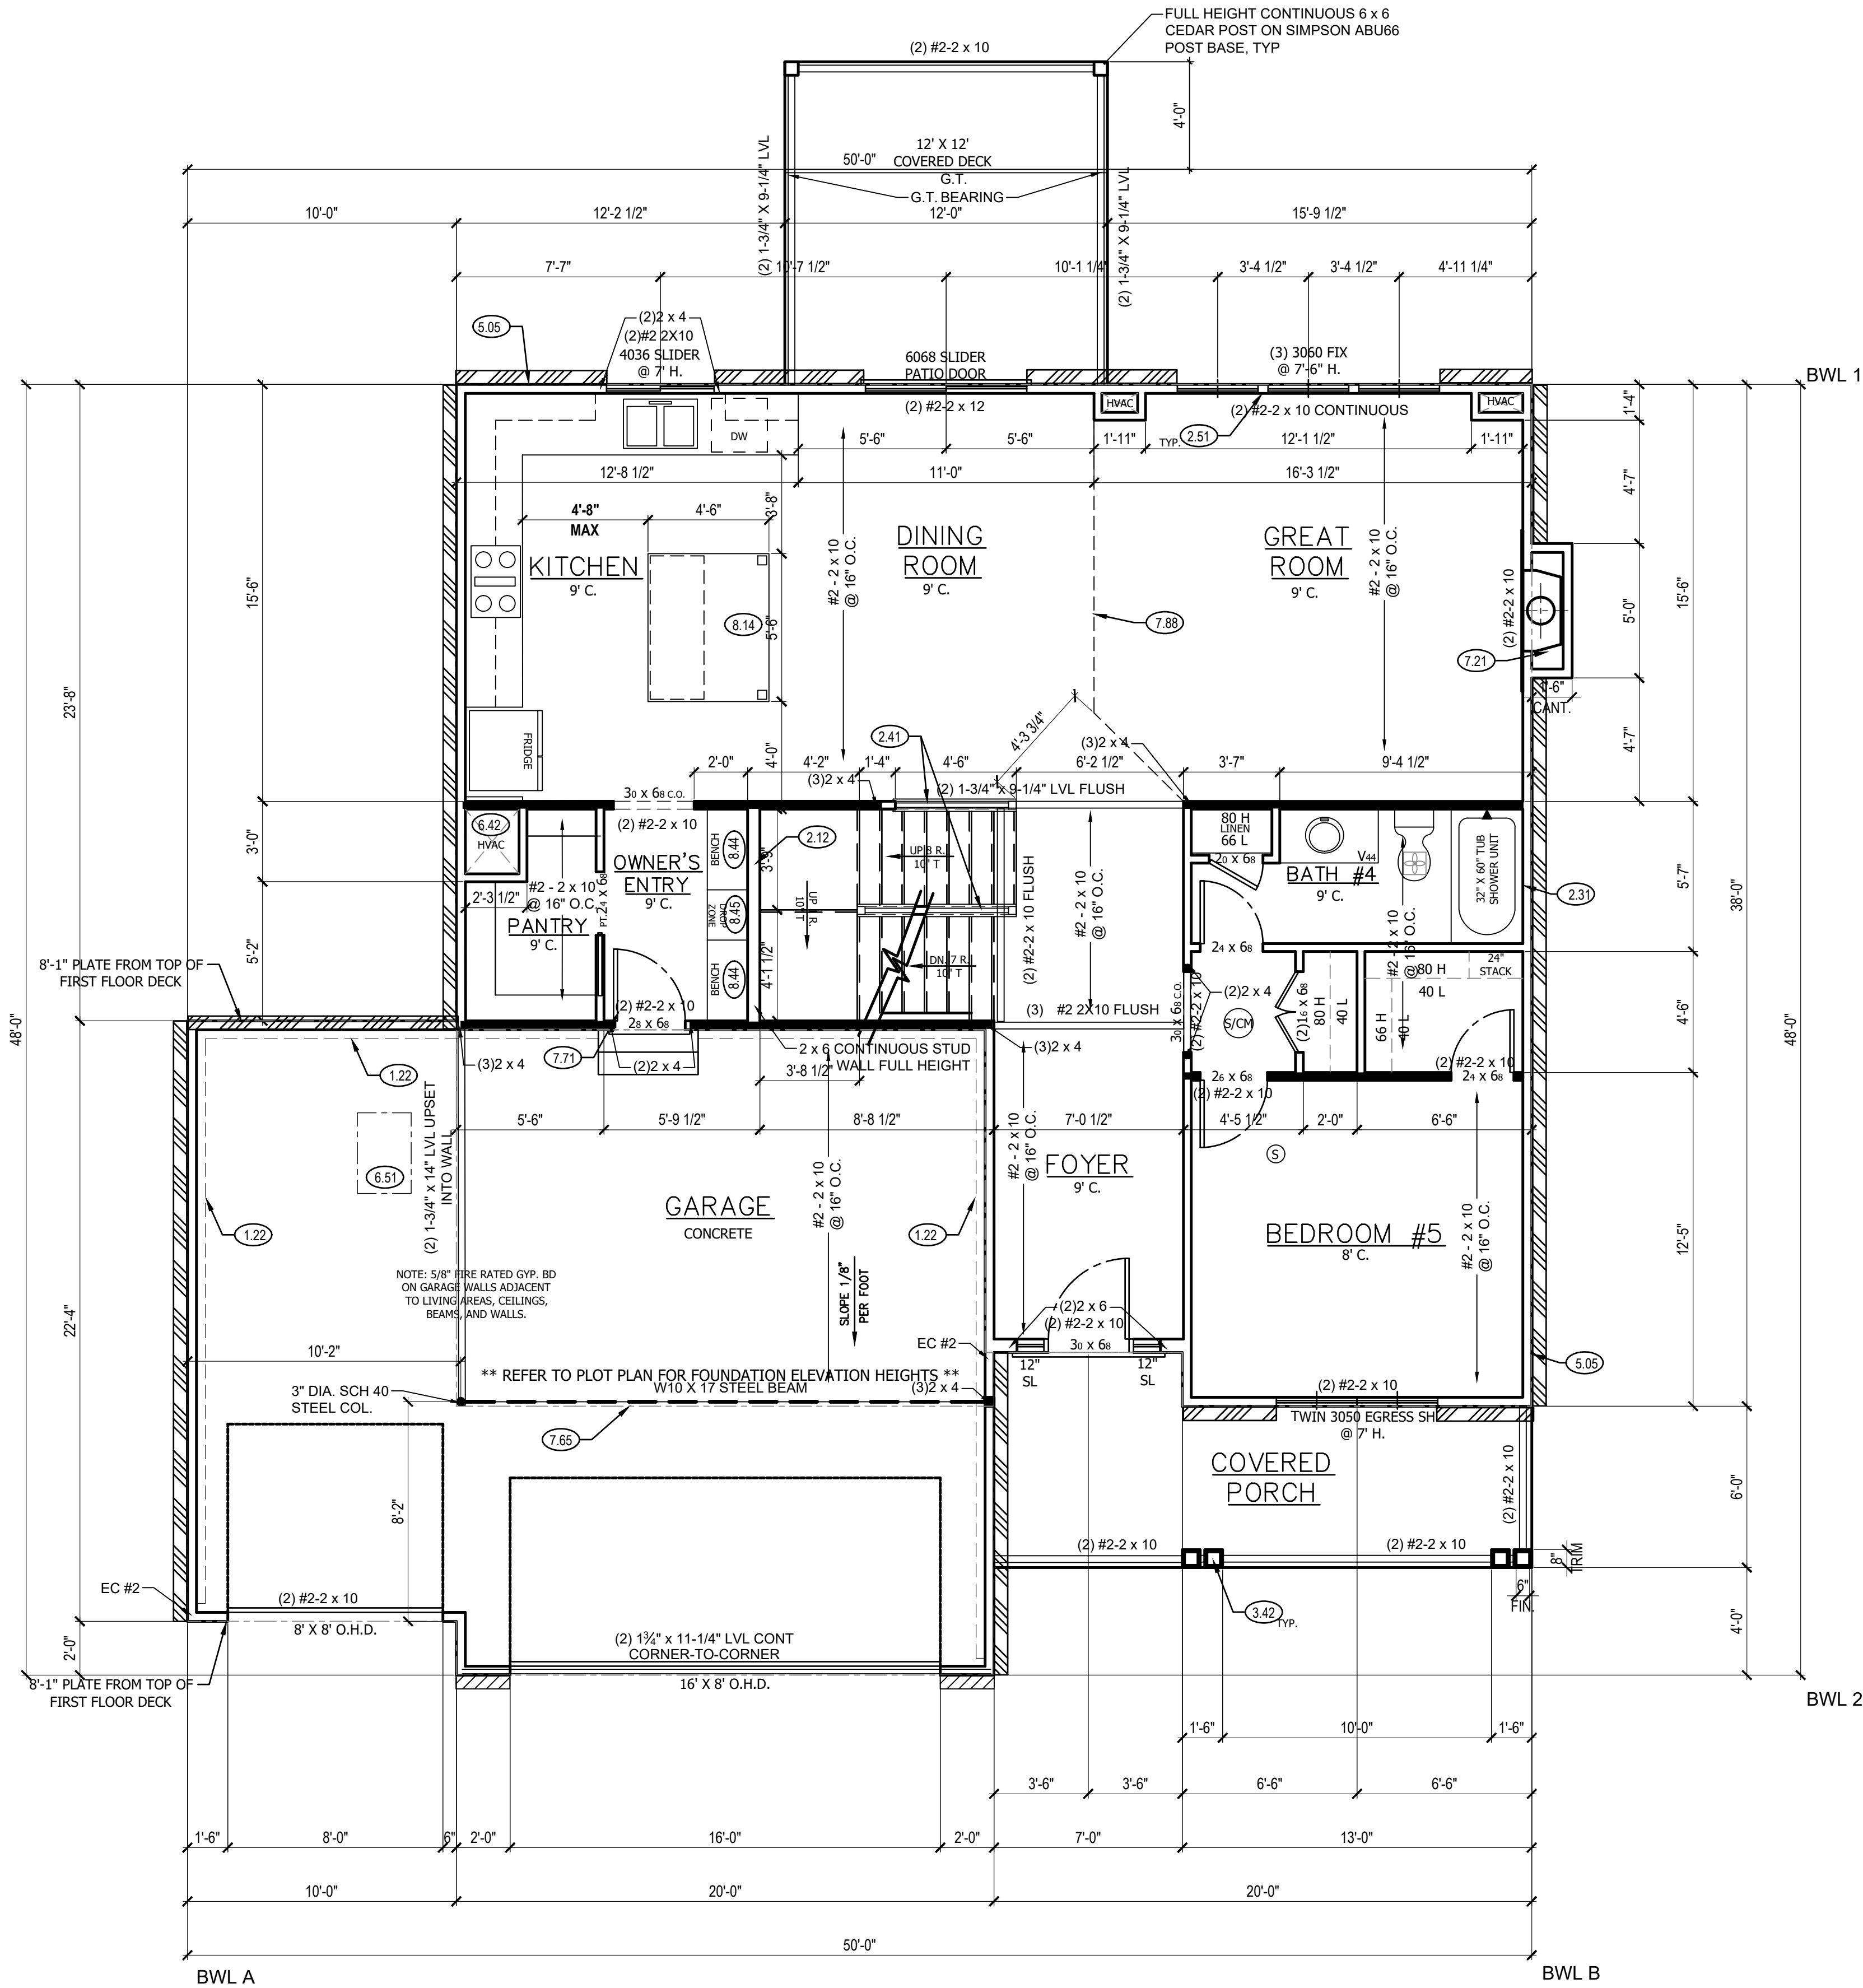 FULL HEIGHT CONTINUOUS 6 x 6
CEDAR POST ON SIMPSON ABU66
POST BASE, TYP
(2) #2-2 x 10
4'-0"
12' X 12'
50'-0" COVERED DECK
G.T.
G.T. BEARING
(2) 1-3/4" X 9-1/4" LVL
(2) 1-3/4" X 9-1/4" LVL
10'-0"
12'-2 1/2"
12'-0"
15'-9 1/2"
7'-7"
10'-7 1/2"
10'-1 1/4"
3'-4 1/2"
3'-4 1/2"
4'-11 1/4"
5.05
(2)2 x 4
(2)#2 2X10
4036 SLIDER
@ 7' H.
6068 SLIDER
PATIO DOOR
(3) 3060 FIX
@ 7'-6" H.
BWL 1
(2) #2-2 x 12
HVAC
(2) #2-2 x 10 CONTINUOUS
HVAC
1'-4"
DW
5'-6"
5'-6"
1'-11"
TYP.
2.51
12'-1 1/2"
1'-11"
12'-8 1/2"
11'-0"
16'-3 1/2"
4'-7"
4'-8"
MAX
4'-6"
3'-8"
KITCHEN
9' C.
#2 - 2 x 10
@ 16" O.C.
DINING
ROOM
9' C.
GREAT
ROOM
9' C.
#2 - 2 x 10
@ 16" O.C.
(2) #2-2 x 10
5'-0"
15'-6"
15'-6"
8.14
5'-6"
7.88
7.21
1'-6"
CANT.
23'-8"
FRIDGE
2.41
4'-3 3/4"
(3)2 x 4
4'-0"
4'-7"
2'-0"
4'-2"
1'-4"
4'-6"
6'-2 1/2"
3'-7"
9'-4 1/2"
(3)2 x 4
30 x 68 C.O.
(2) 1-3/4" x 9-1/4" LVL FLUSH
6.42
HVAC
(2) #2-2 x 10
OWNER'S
ENTRY
9' C.
BENCH
8.44
2.12
3'-9"
UP 8 R.
10" T
80 H
LINEN
66 L
20 x 68
V44
BATH #4
9' C.
32" X 60" TUB
SHOWER UNIT
2.31
3'-0"
5'-7"
38'-0"
2'-3 1/2"
#2 - 2 x 10
@ 16" O.C.
PANTRY
9' C.
PT.24 x 68
DROP
ZONE
8.45
10" T
(2) #2-2 x 10 FLUSH
#2 - 2 x 10
@ 16" O.C.
#2 - 2 x 10
@ 16" O.C.
24 x 68
5'-2"
8'-1" PLATE FROM TOP OF
FIRST FLOOR DECK
BENCH
8.44
4'-1 1/2"
DN. 7 R.
10" T
30 x 68 C.O.
(2) #2-2 x 10
(2)2 x 4
S/CM
(2)16 x 68
80 H
40 L
80 H
40 L
66 H
40 L
24"
STACK
4'-6"
48'-0"
48'-0"
(2) #2-2 x 10
28 x 68
(3) #2 2X10 FLUSH
7.71
(3)2 x 4
(2)2 x 4
2 x 6 CONTINUOUS STUD
WALL FULL HEIGHT
3'-8 1/2"
(3)2 x 4
26 x 68
(2) #2-2 x 10
(2) #2-2 x 10
24 x 68
1.22
5'-6"
5'-9 1/2"
8'-8 1/2"
7'-0 1/2"
4'-5 1/2"
2'-0"
6'-6"
6.51
(2) 1-3/4" x 14" LVL UPSET
INTO WALL
#2 - 2 x 10
@ 16" O.C.
#2 - 2 x 10
@ 16" O.C.
FOYER
9' C.
S
1.22
GARAGE
CONCRETE
1.22
BEDROOM #5
8' C.
#2 - 2 x 10
@ 16" O.C.
12'-5"
NOTE: 5/8" FIRE RATED GYP. BD
ON GARAGE WALLS ADJACENT
TO LIVING AREAS, CEILINGS,
BEAMS, AND WALLS.
SLOPE 1/8"
PER FOOT
22'-4"
(2)2 x 6
(2) #2-2 x 10
30 x 68
EC #2
12"
SL
12"
SL
5.05
10'-2"
** REFER TO PLOT PLAN FOR FOUNDATION ELEVATION HEIGHTS **
W10 X 17 STEEL BEAM
(3)2 x 4
3" DIA. SCH 40
STEEL COL.
(2) #2-2 x 10
TWIN 3050 EGRESS SH
@ 7' H.
7.65
COVERED
PORCH
(2) #2-2 x 10
6'-0"
8'-2"
(2) #2-2 x 10
(2) #2-2 x 10
8"
TRIM
6"
FIN.
3.42
TYP.
EC #2
(2) #2-2 x 10
8' X 8' O.H.D.
4'-0"
2'-0"
(2) 1¾" x 11-1/4" LVL CONT
CORNER-TO-CORNER
16' X 8' O.H.D.
8'-1" PLATE FROM TOP OF
FIRST FLOOR DECK
BWL 2
1'-6"
10'-0"
1'-6"
3'-6"
3'-6"
6'-6"
6'-6"
1'-6"
8'-0"
6"
2'-0"
16'-0"
2'-0"
7'-0"
13'-0"
10'-0"
20'-0"
20'-0"
50'-0"
BWL A
BWL B